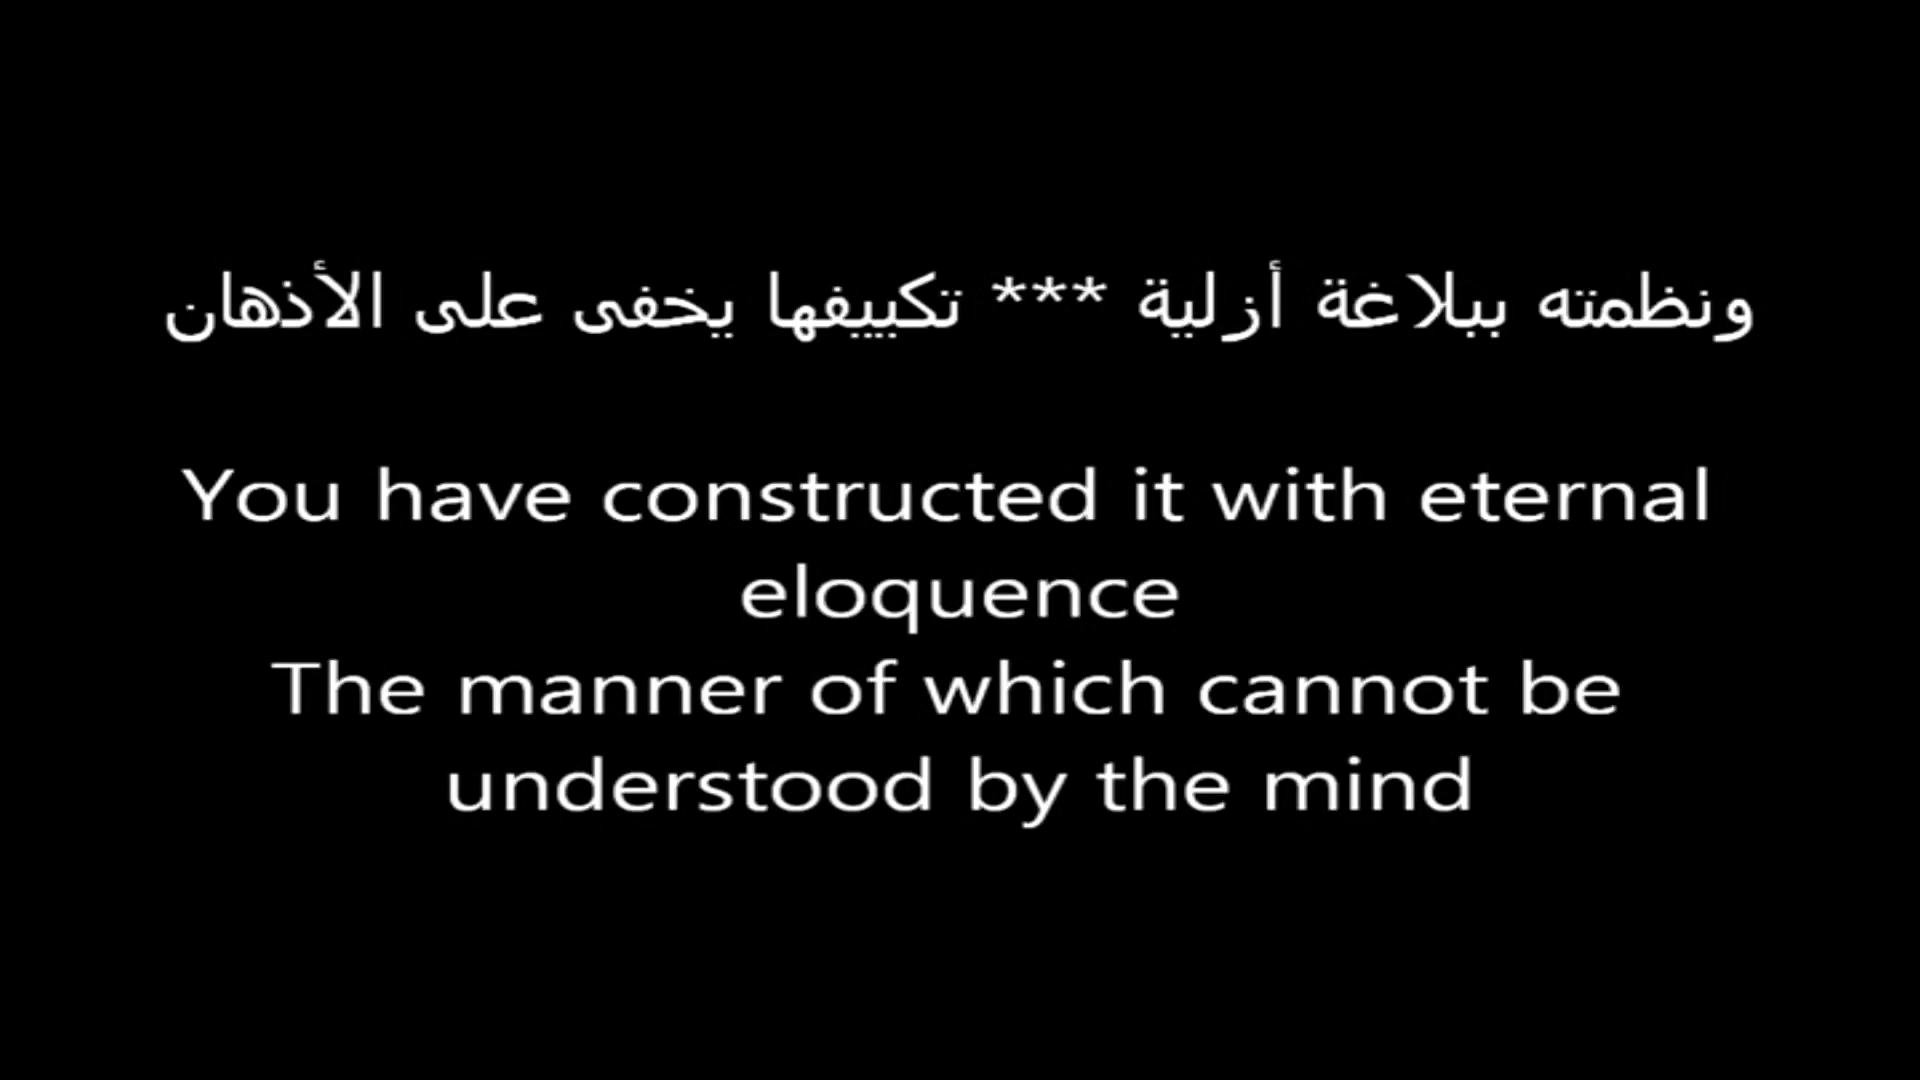 ونظمته ببلاغة أزلية *** تكييفها يخفى على الأذهان
You have constructed it with eternal
eloquence
The manner of which cannot be
understood by the mind